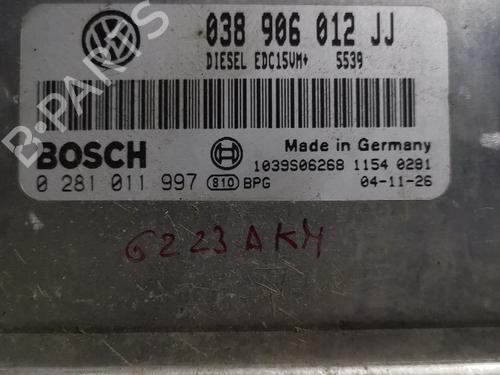 038 906 012 JJ
DIESEL EDC15VM+ 5539
B-PARTS
BOSCH
Made in Germany
1039S06268 1154 0281
0 281 011 997 810 BPG 04-11-26
6223AKM